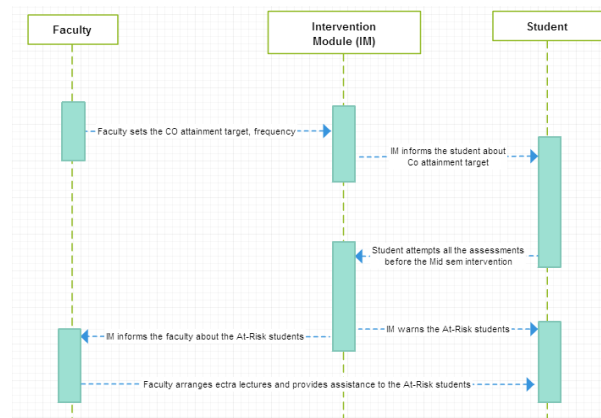 Faculty
Intervention
Module (IM)
Student
Faculty sets the CO attainment target, frequency
IM informs the student about
Co attainment target
Student attempts all the assessments
before the Mid sem intervention
IM informs the faculty about the At-Risk students
IM warns the At-Risk students
Faculty arranges ectra lectures and provides assistance to the At-Risk students